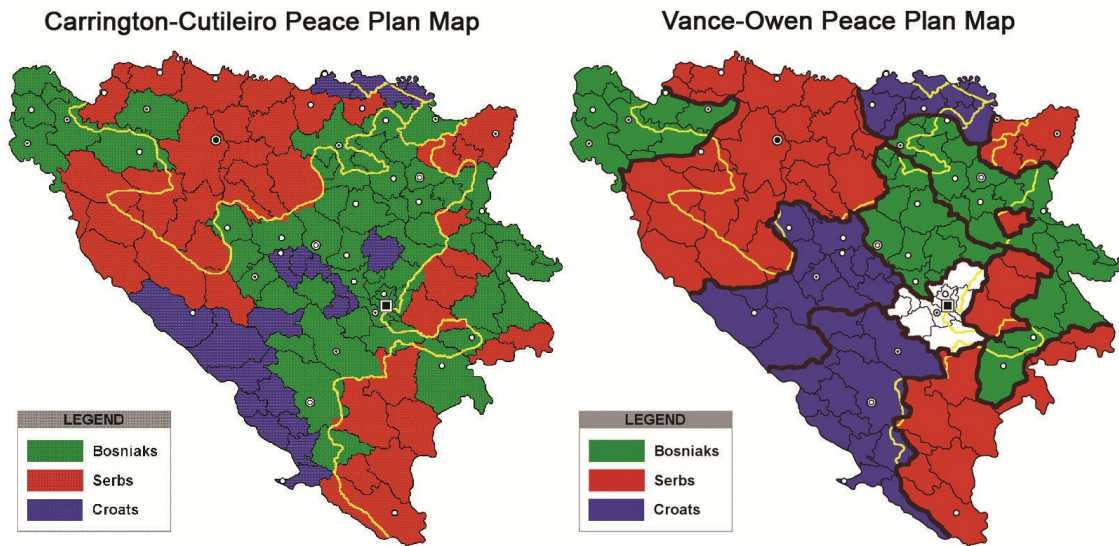 Carrington-Cutileiro Peace Plan Map
Vance-Owen Peace Plan Map
LEGEND
Bosniaks
Serbs
Croats
LEGEND
Bosniaks
Serbs
Croats